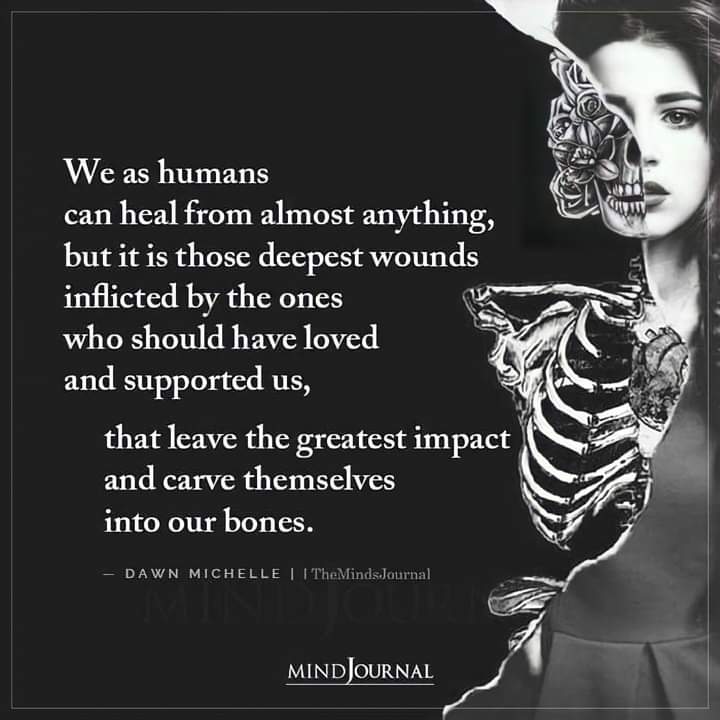 We as humans
can heal from almost anything,
but it is those deepest wounds
inflicted by the ones
who should have loved
and supported us,
that leave the greatest impact
and carve themselves
into our bones.
— DAWN MICHELLE | | TheMindsJournal
MINDJOURNAL